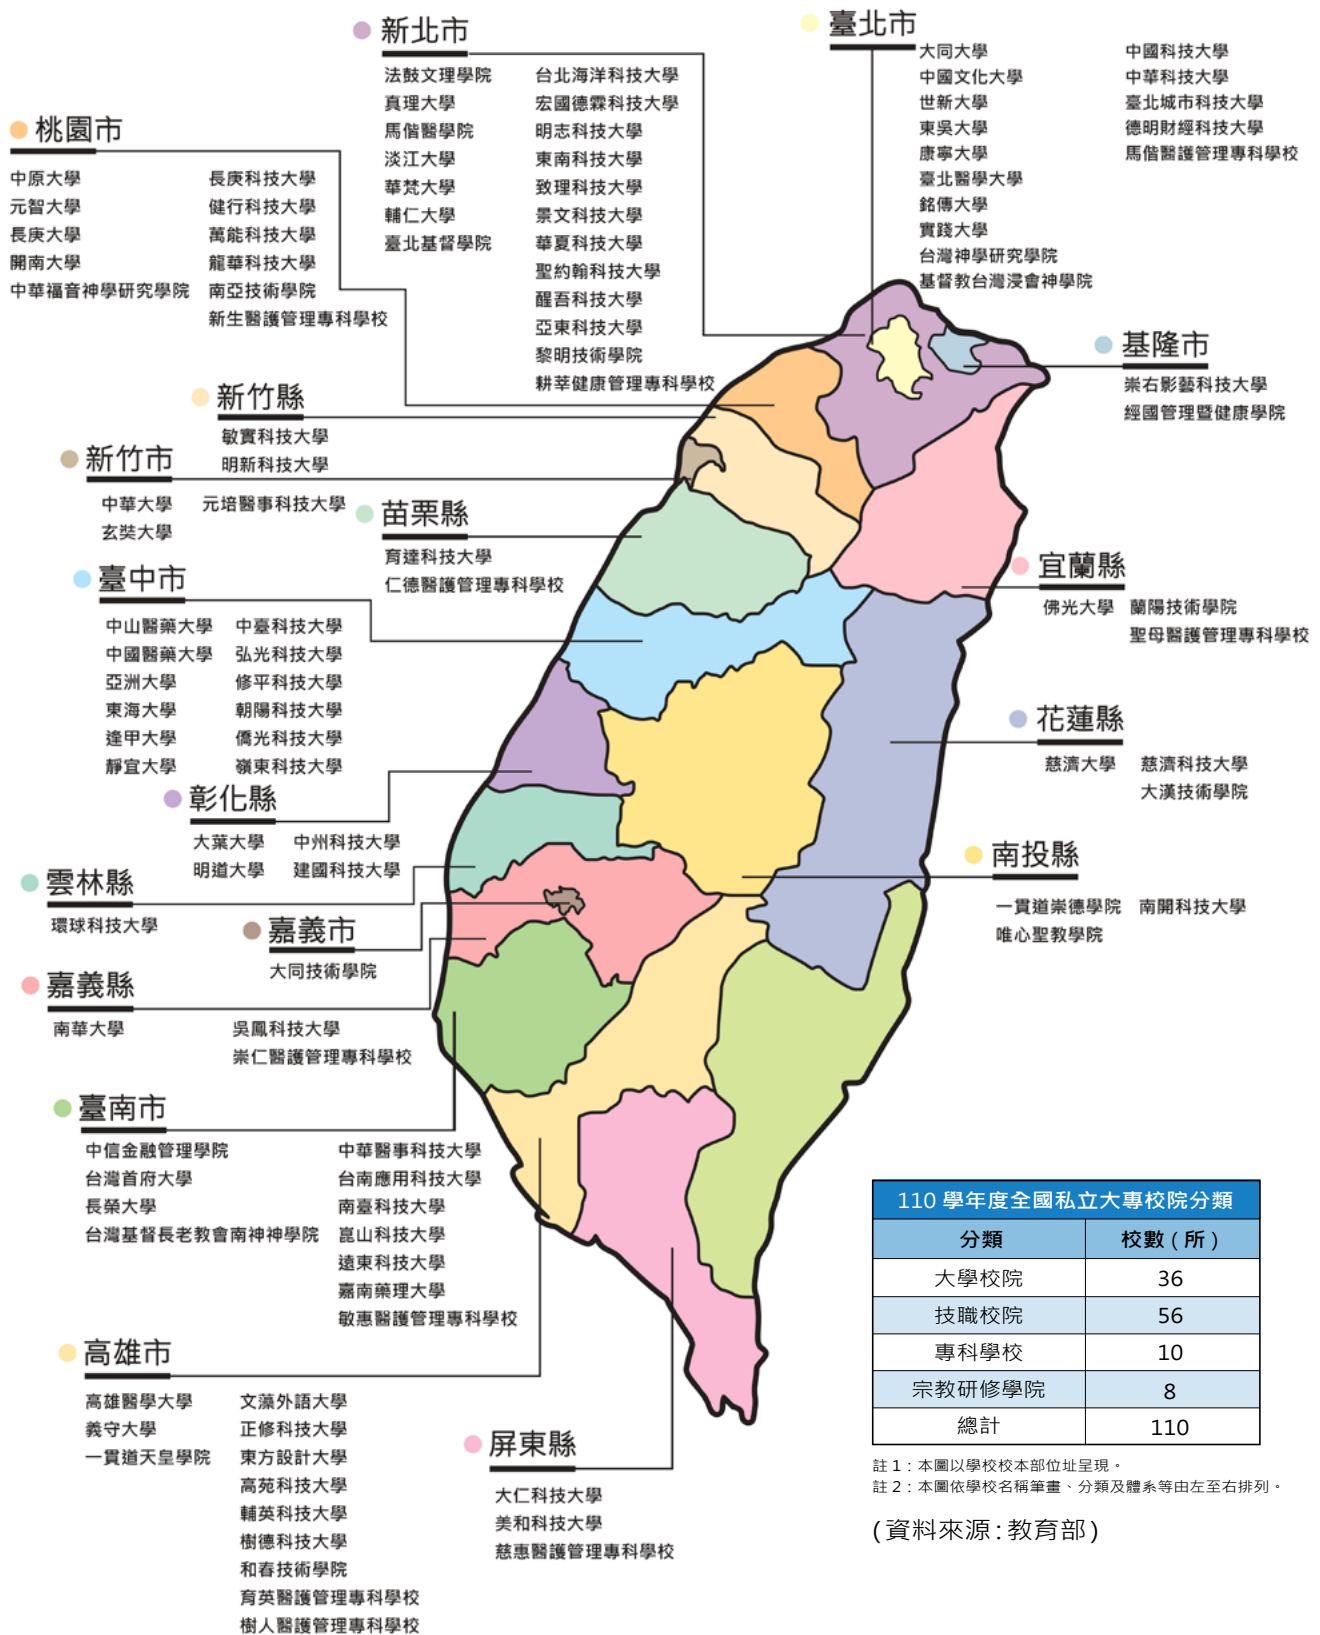 新北市
法鼓文理學院
真理大學
馬偕醫學院
淡江大學
華梵大學
輔仁大學
臺北基督學院
台北海洋科技大學
宏國德霖科技大學
明志科技大學
東南科技大學
致理科技大學
景文科技大學
華夏科技大學
聖約翰科技大學
醒吾科技大學
亞東科技大學
黎明技術學院
耕莘健康管理專科學校
臺北市
大同大學
中國文化大學
世新大學
東吳大學
康寧大學
臺北醫學大學
銘傳大學
實踐大學
台灣神學研究學院
基督教台灣浸會神學院
中國科技大學
中華科技大學
臺北城市科技大學
德明財經科技大學
馬偕醫護管理專科學校
桃園市
中原大學
元智大學
長庚大學
開南大學
中華福音神學研究學院
長庚科技大學
健行科技大學
萬能科技大學
龍華科技大學
南亞技術學院
新生醫護管理專科學校
基隆市
崇右影藝科技大學
經國管理暨健康學院
新竹縣
敏實科技大學
明新科技大學
新竹市
中華大學
玄奘大學
元培醫事科技大學
苗栗縣
育達科技大學
仁德醫護管理專科學校
宜蘭縣
佛光大學
蘭陽技術學院
聖母醫護管理專科學校
臺中市
中山醫藥大學
中國醫藥大學
亞洲大學
東海大學
逢甲大學
靜宜大學
中臺科技大學
弘光科技大學
修平科技大學
朝陽科技大學
僑光科技大學
嶺東科技大學
花蓮縣
慈濟大學
慈濟科技大學
大漢技術學院
彰化縣
大葉大學
明道大學
中州科技大學
建國科技大學
南投縣
一貫道崇德學院
唯心聖教學院
南開科技大學
雲林縣
環球科技大學
嘉義市
大同技術學院
嘉義縣
南華大學
吳鳳科技大學
崇仁醫護管理專科學校
臺南市
中信金融管理學院
台灣首府大學
長榮大學
台灣基督長老教會南神神學院
中華醫事科技大學
台南應用科技大學
南臺科技大學
崑山科技大學
遠東科技大學
嘉南藥理大學
敏惠醫護管理專科學校
高雄市
高雄醫學大學
義守大學
一貫道天皇學院
文藻外語大學
正修科技大學
東方設計大學
高苑科技大學
輔英科技大學
樹德科技大學
和春技術學院
育英醫護管理專科學校
樹人醫護管理專科學校
屏東縣
大仁科技大學
美和科技大學
慈惠醫護管理專科學校
110 學年度全國私立大專校院分類
分類 校數(所)
大學校院 36
技職校院 56
專科學校 10
宗教研修學院 8
總計 110
註 1：本圖以學校校本部位址呈現。
註 2：本圖依學校名稱筆畫、分類及體系等由左至右排列。
(資料來源:教育部)